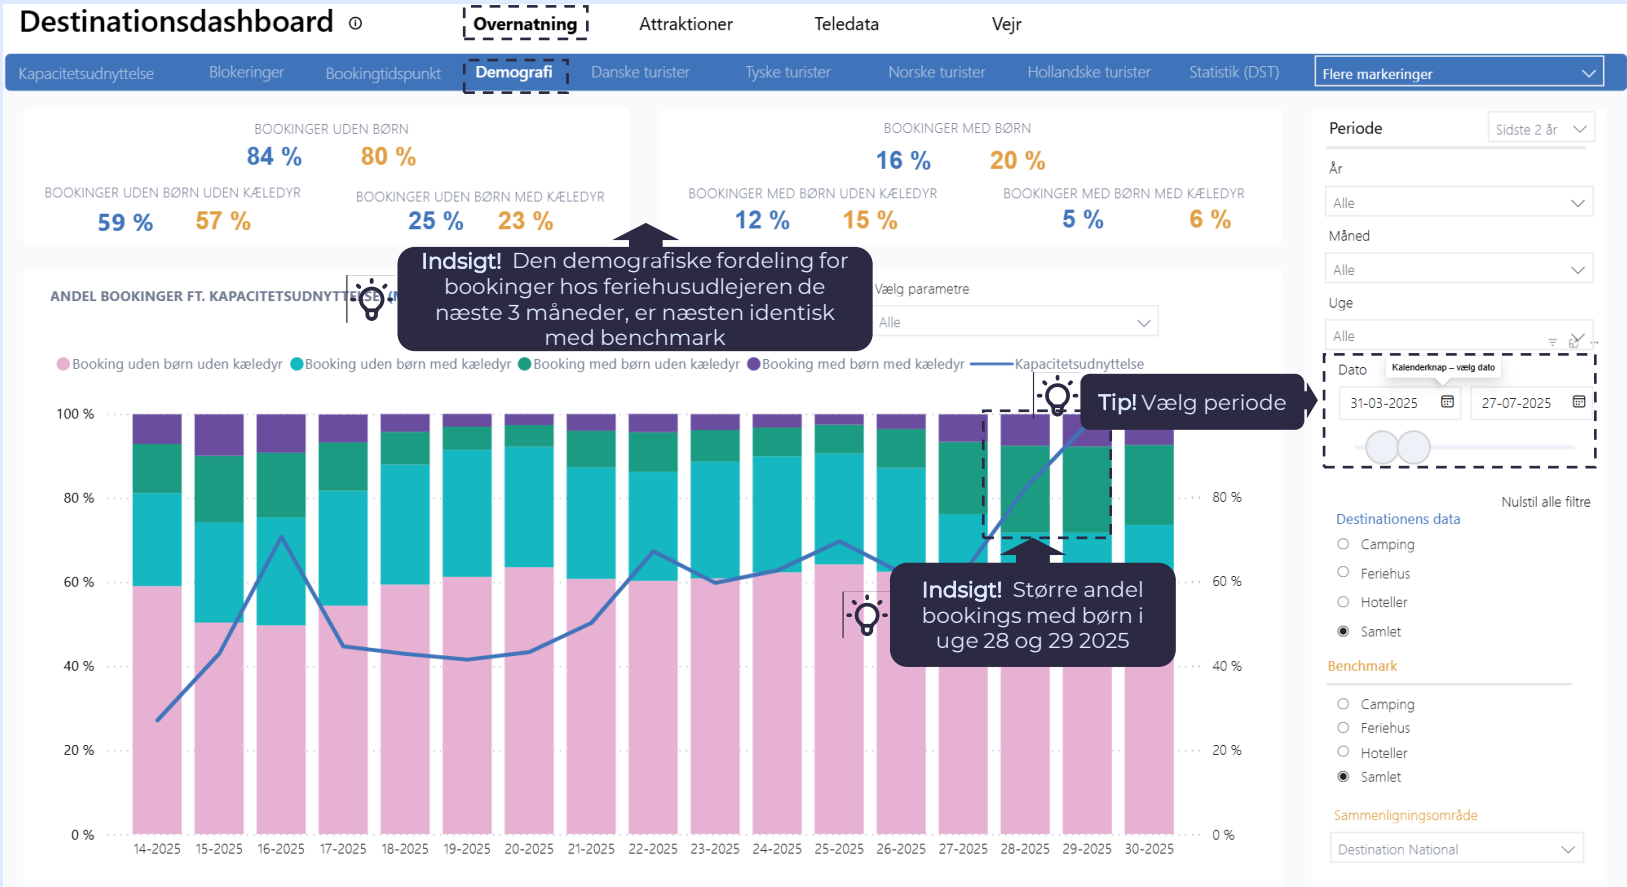 Destinationsdashboard
Overnatning
Attraktioner
Teledata
Vejr
Kapacitetsudnyttelse
Blokeringer
Bookingtidspunkt
Demografi
Danske turister
Tyske turister
Norske turister
Hollandske turister
Statistik (DST)
Flere markeringer
BOOKINGER UDEN BØRN
84 %
80 %
BOOKINGER UDEN BØRN UDEN KÆLEDYR
59 %
57 %
BOOKINGER UDEN BØRN MED KÆLEDYR
25 %
23 %
BOOKINGER MED BØRN
16 %
20 %
BOOKINGER MED BØRN UDEN KÆLEDYR
12 %
15 %
BOOKINGER MED BØRN MED KÆLEDYR
5 %
6 %
Indsigt! Den demografiske fordeling for
bookinger hos feriehusudlejeren de
næste 3 måneder, er næsten identisk
med benchmark
ANDEL BOOKINGER FT. KAPACITETSUDNYTTELSE
Vælg parametre
Alle
Booking uden børn uden kæledyr
Booking uden børn med kæledyr
Booking med børn uden kæledyr
Booking med børn med kæledyr
Kapacitetsudnyttelse
Tip! Vælg periode
100 %
80 %
60 %
40 %
20 %
0 %
80 %
60 %
40 %
20 %
0 %
Indsigt! Større andel
bookings med børn i
uge 28 og 29 2025
14-2025
15-2025
16-2025
17-2025
18-2025
19-2025
20-2025
21-2025
22-2025
23-2025
24-2025
25-2025
26-2025
27-2025
28-2025
29-2025
30-2025
Periode
Sidste 2 år
År
Alle
Måned
Alle
Uge
Alle
Dato
Kalenderknap – vælg dato
31-03-2025
27-07-2025
Nulstil alle filtre
Destinationens data
Camping
Feriehus
Hoteller
Samlet
Benchmark
Camping
Feriehus
Hoteller
Samlet
Sammenligningsområde
Destination National